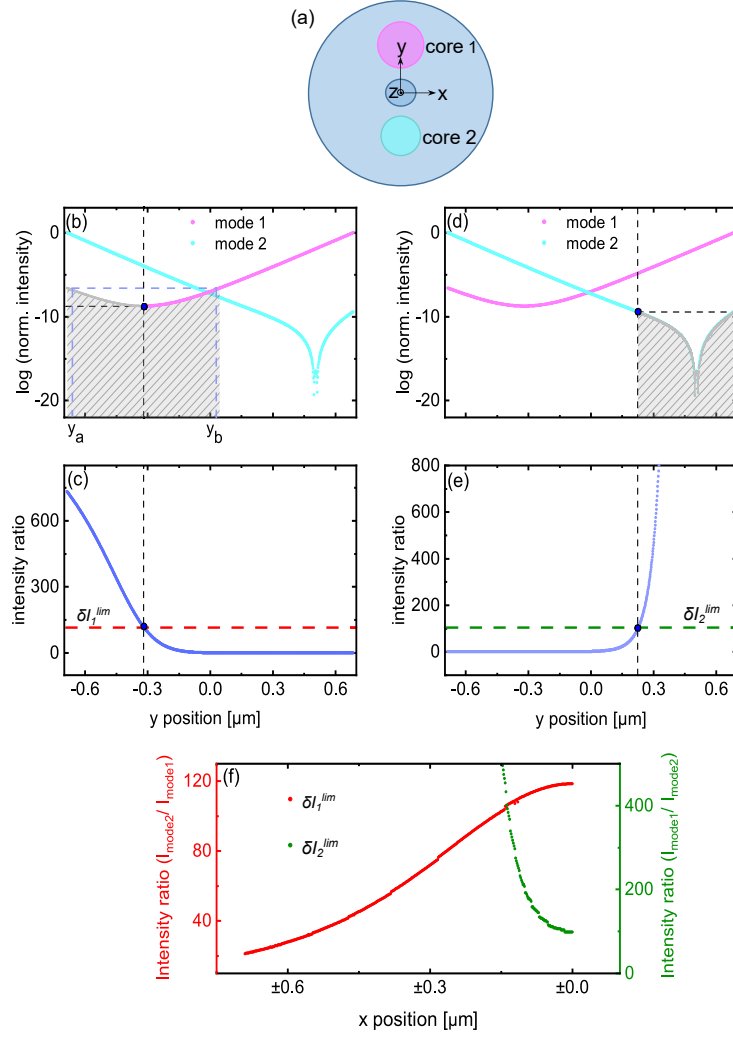 (a)
y core 1
z x
core 2
(b)
mode 1
mode 2
log (norm. intensity)
0
-10
-20
y_a y_b
(d)
mode 1
mode 2
log (norm. intensity)
0
-10
-20
(c)
intensity ratio
600
300
0
δI₁^lim
-0.6 -0.3 0.0 0.3 0.6
y position [µm]
(e)
intensity ratio
800
600
400
200
0
δI₂^lim
-0.6 -0.3 0.0 0.3 0.6
y position [µm]
(f)
Intensity ratio (I_mode2/ I_mode1)
120
80
40
δI₁^lim
δI₂^lim
400
200
0
Intensity ratio (I_mode1/ I_mode2)
±0.6 ±0.3 ±0.0
x position [µm]